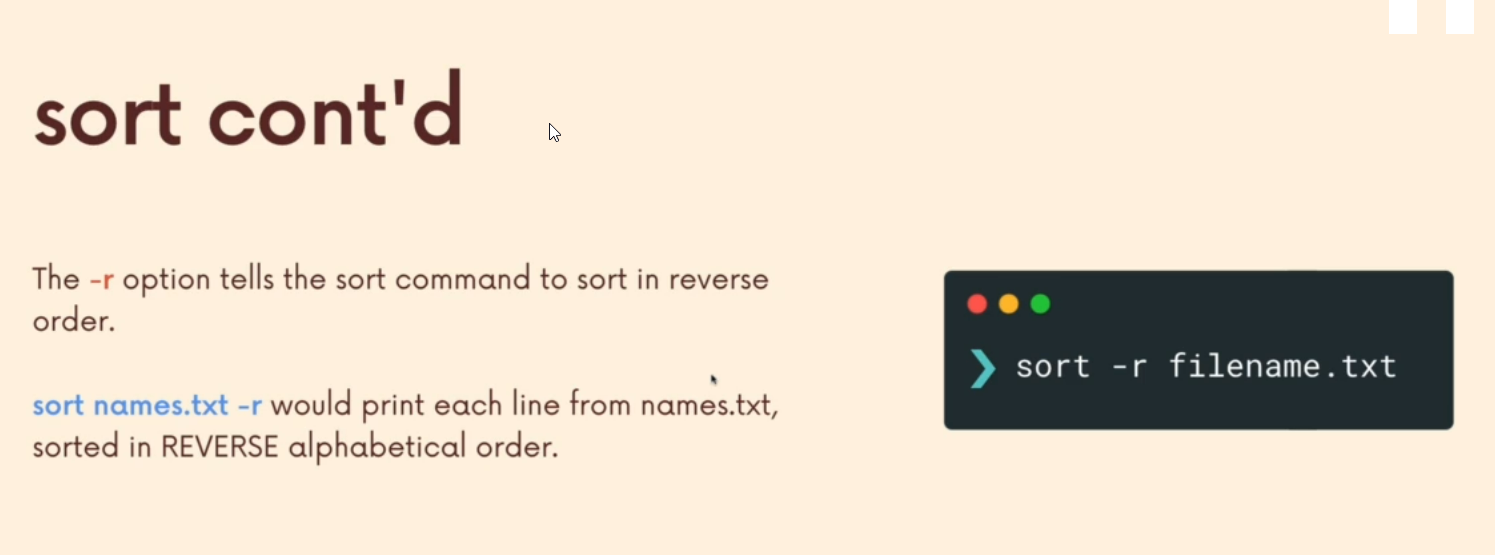 sort cont'd
The -r option tells the sort command to sort in reverse
order.
sort names.txt -r would print each line from names.txt,
sorted in REVERSE alphabetical order.
❯ sort -r filename.txt